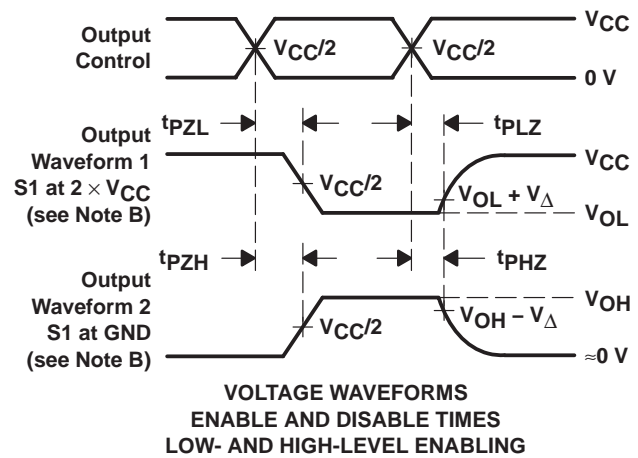 Output
Control
VCC/2
VCC/2
VCC
0 V
tPZL
tPLZ
Output
Waveform 1
S1 at 2 × VCC
(see Note B)
VCC/2
VCC
VOL + VΔ
VOL
tPZH
tPHZ
Output
Waveform 2
S1 at GND
(see Note B)
VCC/2
VOH
VOH − VΔ
≈0 V
VOLTAGE WAVEFORMS
ENABLE AND DISABLE TIMES
LOW- AND HIGH-LEVEL ENABLING